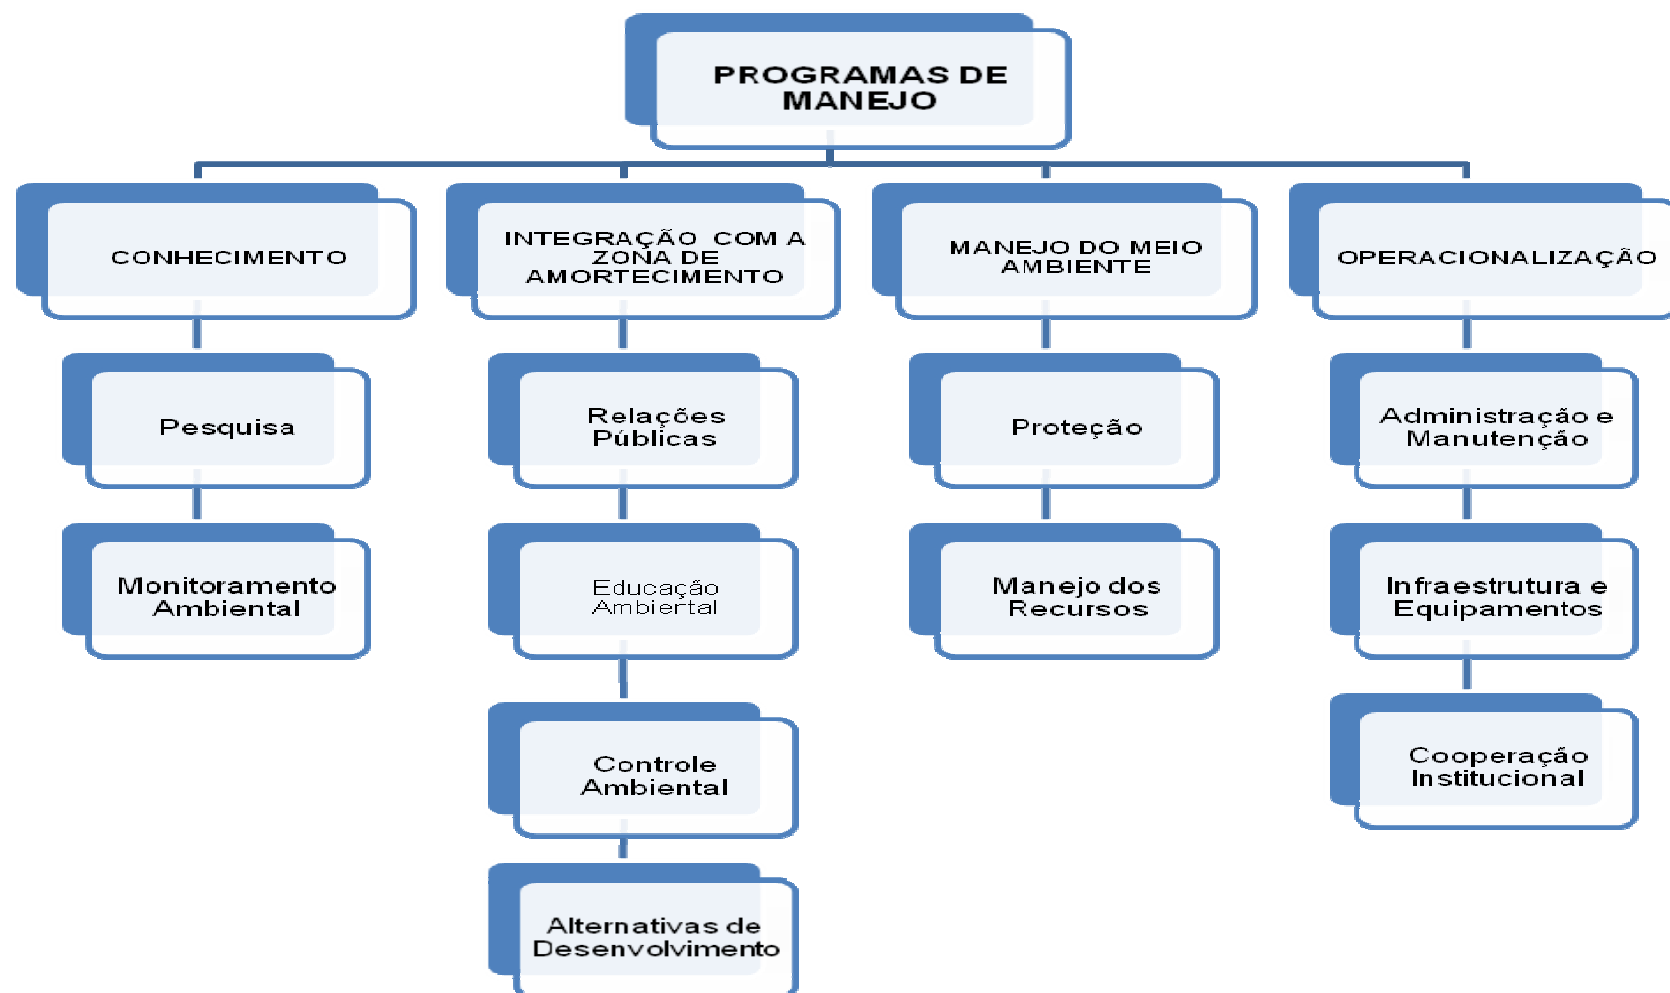 PROGRAMAS DE
MANEJO
CONHECIMENTO
INTEGRAÇÃO COM A
ZONA DE
AMORTECIMENTO
MANEJO DO MEIO
AMBIENTE
OPERACIONALIZAÇÃO
Pesquisa
Relações
Públicas
Proteção
Administração e
Manutenção
Monitoramento
Ambiental
Educação
Ambiental
Manejo dos
Recursos
Infraestrutura e
Equipamentos
Controle
Ambiental
Cooperação
Institucional
Alternativas de
Desenvolvimento